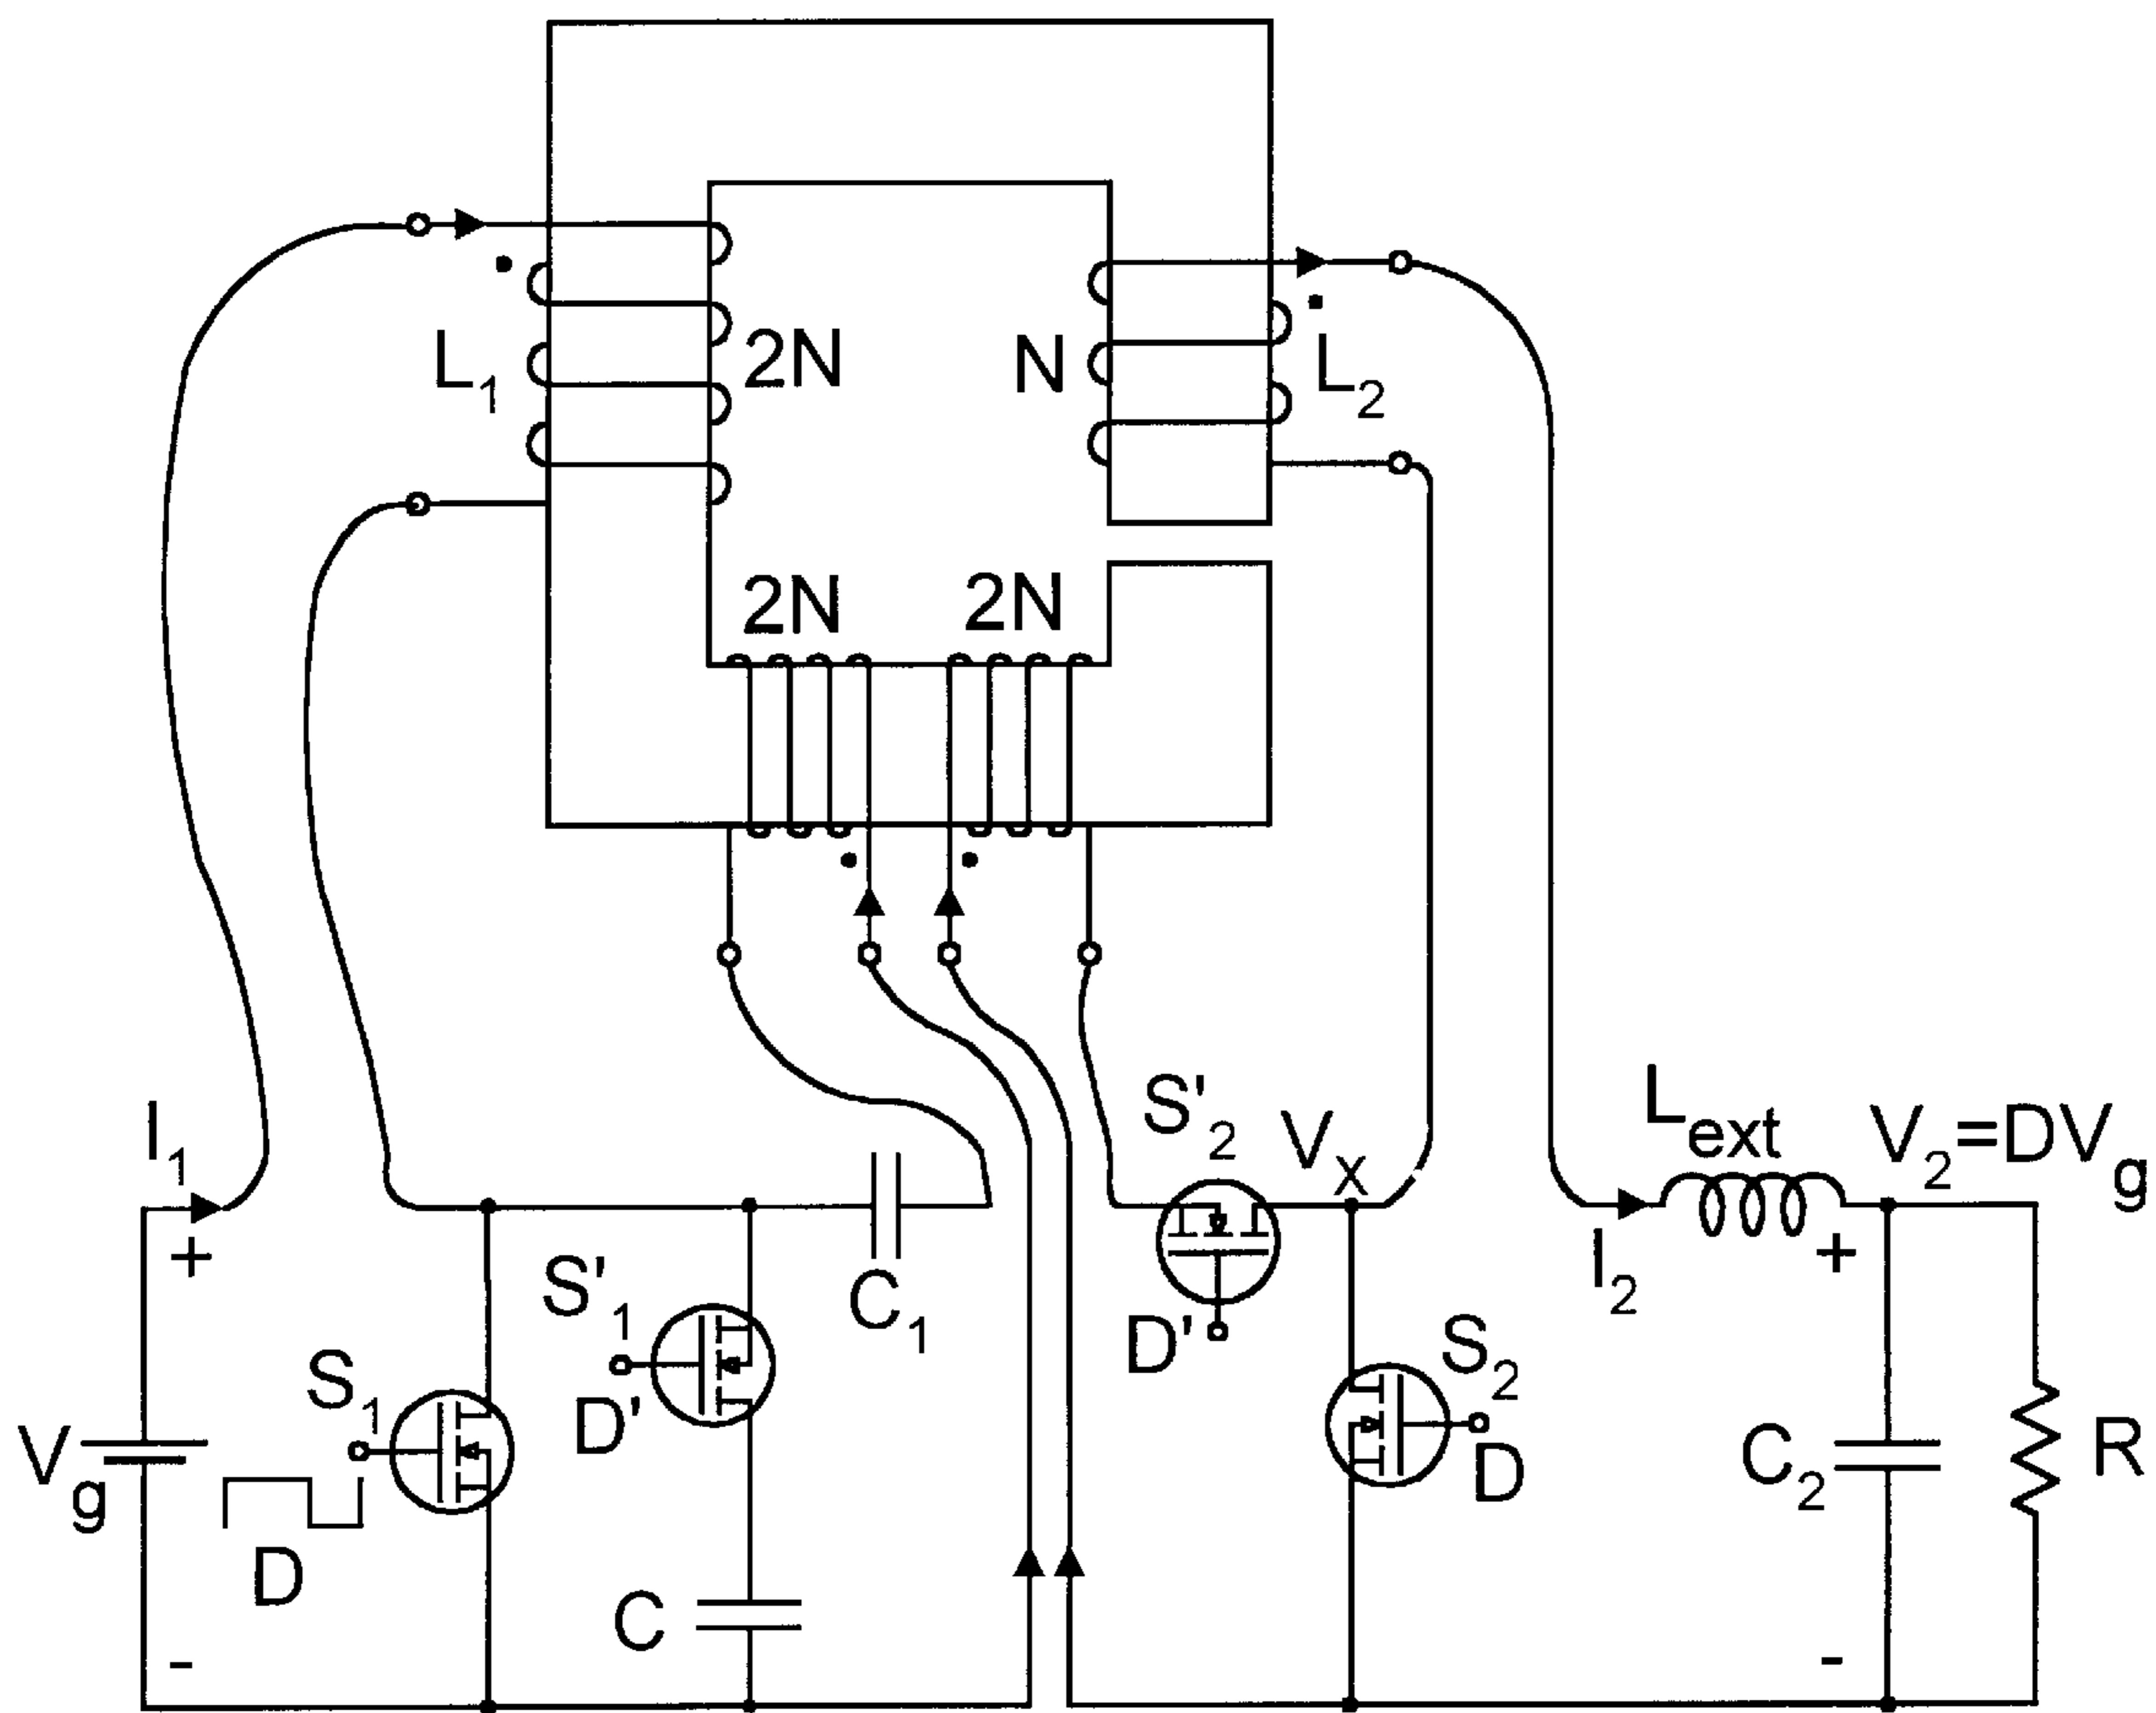 L1
2N
N
L2
2N
2N
I1
+
S'2
VX
Lext
V2=DVg
I2
+
S'1
C1
D'
S2
S1
D'
D
Vg
C2
R
D
C
-
-